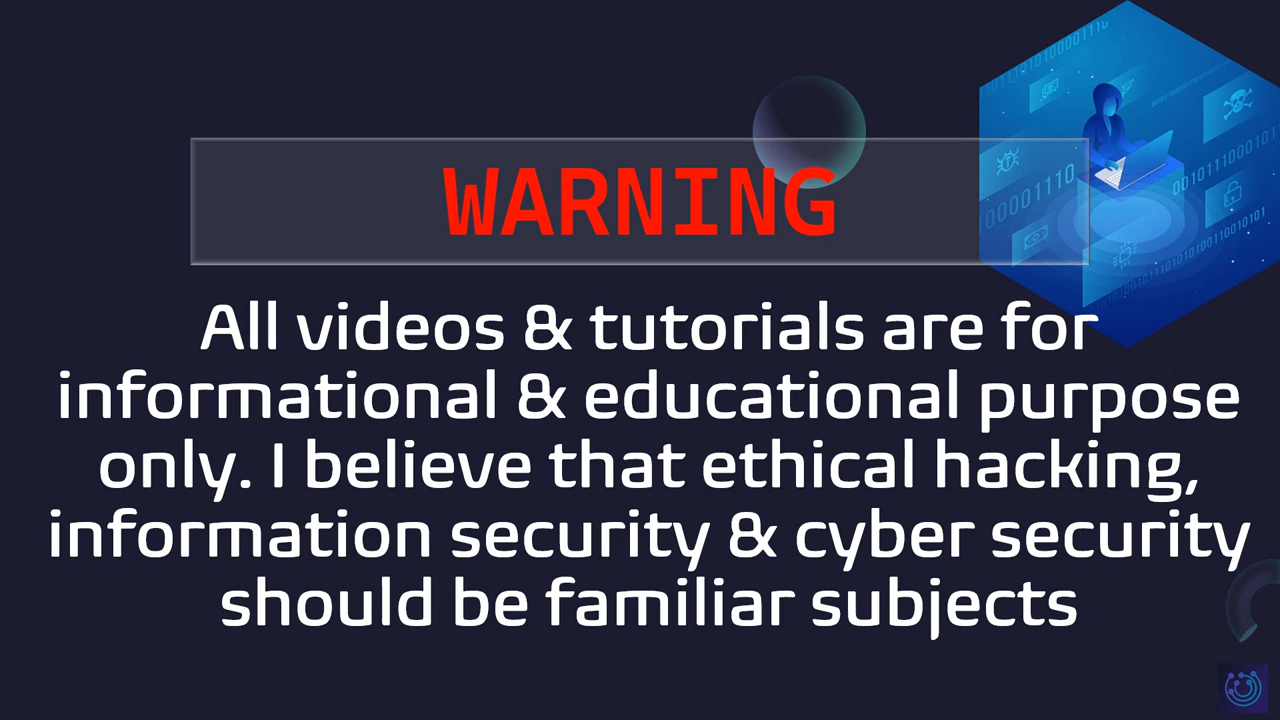 WARNING
All videos & tutorials are for
informational & educational purpose
only. I believe that ethical hacking,
information security & cyber security
should be familiar subjects